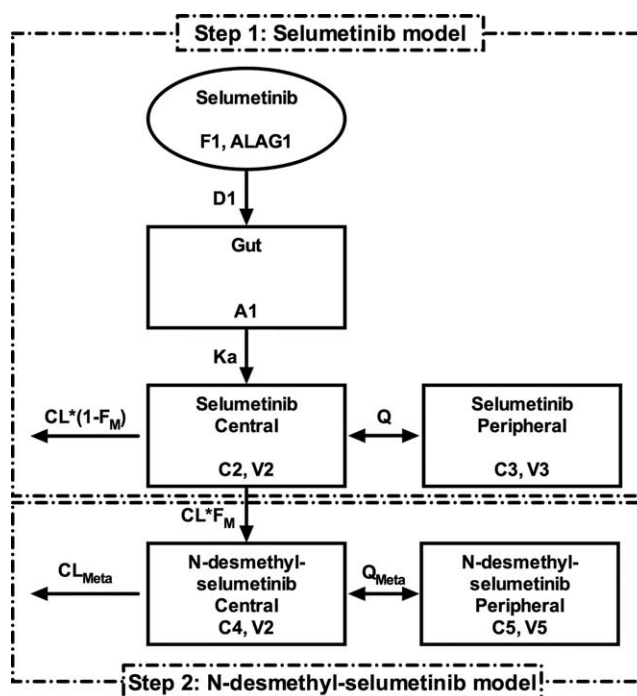 Step 1: Selumetinib model
Selumetinib
F1, ALAG1
D1
Gut
A1
Ka
CL*(1-FM)
Selumetinib
Central
C2, V2
Q
Selumetinib
Peripheral
C3, V3
CL*FM
CLMeta
N-desmethyl-
selumetinib
Central
C4, V2
QMeta
N-desmethyl-
selumetinib
Peripheral
C5, V5
Step 2: N-desmethyl-selumetinib model